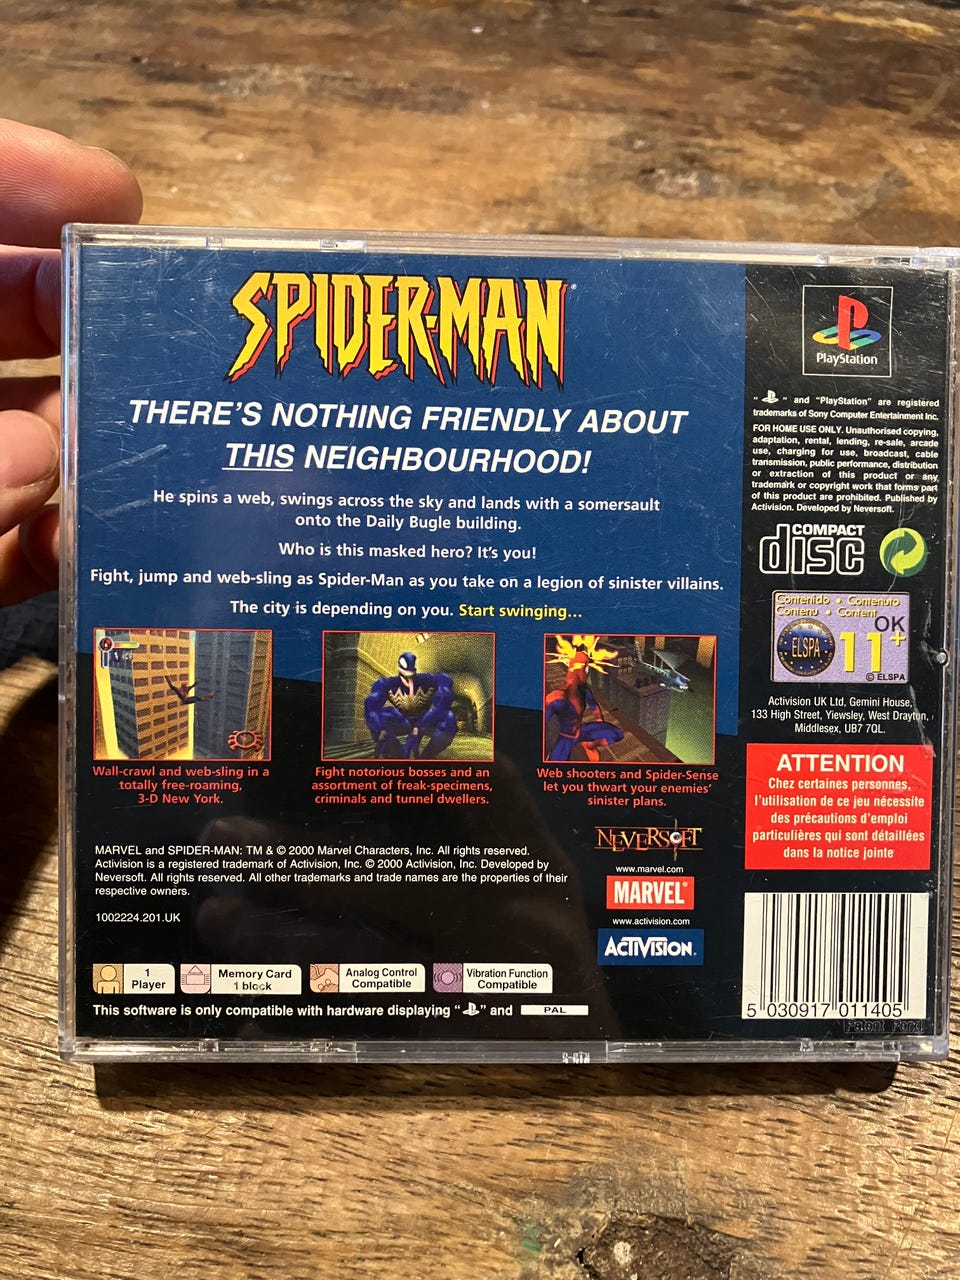 SPIDER-MAN®
THERE'S NOTHING FRIENDLY ABOUT
THIS NEIGHBOURHOOD!
He spins a web, swings across the sky and lands with a somersault
onto the Daily Bugle building.
Who is this masked hero? It's you!
Fight, jump and web-sling as Spider-Man as you take on a legion of sinister villains.
The city is depending on you. Start swinging...
Wall-crawl and web-sling in a
totally free-roaming,
3-D New York.
Fight notorious bosses and an
assortment of freak-specimens,
criminals and tunnel dwellers.
Web shooters and Spider-Sense
let you thwart your enemies'
sinister plans.
MARVEL and SPIDER-MAN: TM & © 2000 Marvel Characters, Inc. All rights reserved.
Activision is a registered trademark of Activision, Inc. © 2000 Activision, Inc. Developed by
Neversoft. All rights reserved. All other trademarks and trade names are the properties of their
respective owners.
1002224.201.UK
NEVERSOFT
www.marvel.com
MARVEL®
www.activision.com
ACTIVISION.
1
Player
Memory Card
1 block
Analog Control
Compatible
Vibration Function
Compatible
This software is only compatible with hardware displaying " " and PAL
PlayStation
" " and "PlayStation" are registered
trademarks of Sony Computer Entertainment Inc.
FOR HOME USE ONLY. Unauthorised copying,
adaptation, rental, lending, re-sale, arcade
use, charging for use, broadcast, cable
transmission, public performance, distribution
or extraction of this product or any
trademark or copyright work that forms part
of this product are prohibited. Published by
Activision. Developed by Neversoft.
COMPACT
disc
Contenido • Contenuto
Contenu • Content
OK
ELSPA
11+
© ELSPA
Activision UK Ltd, Gemini House,
133 High Street, Yiewsley, West Drayton,
Middlesex, UB7 7QL.
ATTENTION
Chez certaines personnes,
l'utilisation de ce jeu nécessite
des précautions d'emploi
particulières qui sont détaillées
dans la notice jointe
5 030917 011405
Patent Pend